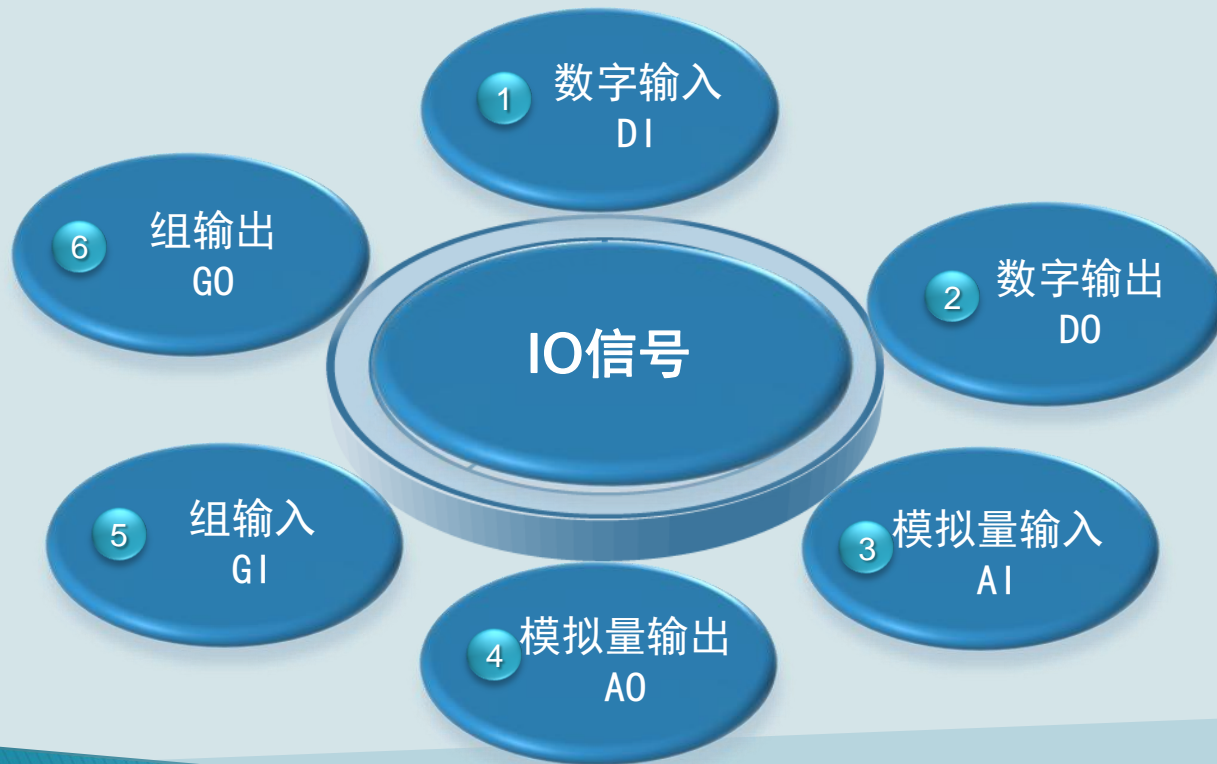 IO信号
1 数字输入
DI
2 数字输出
DO
3 模拟量输入
AI
4 模拟量输出
AO
5 组输入
GI
6 组输出
GO